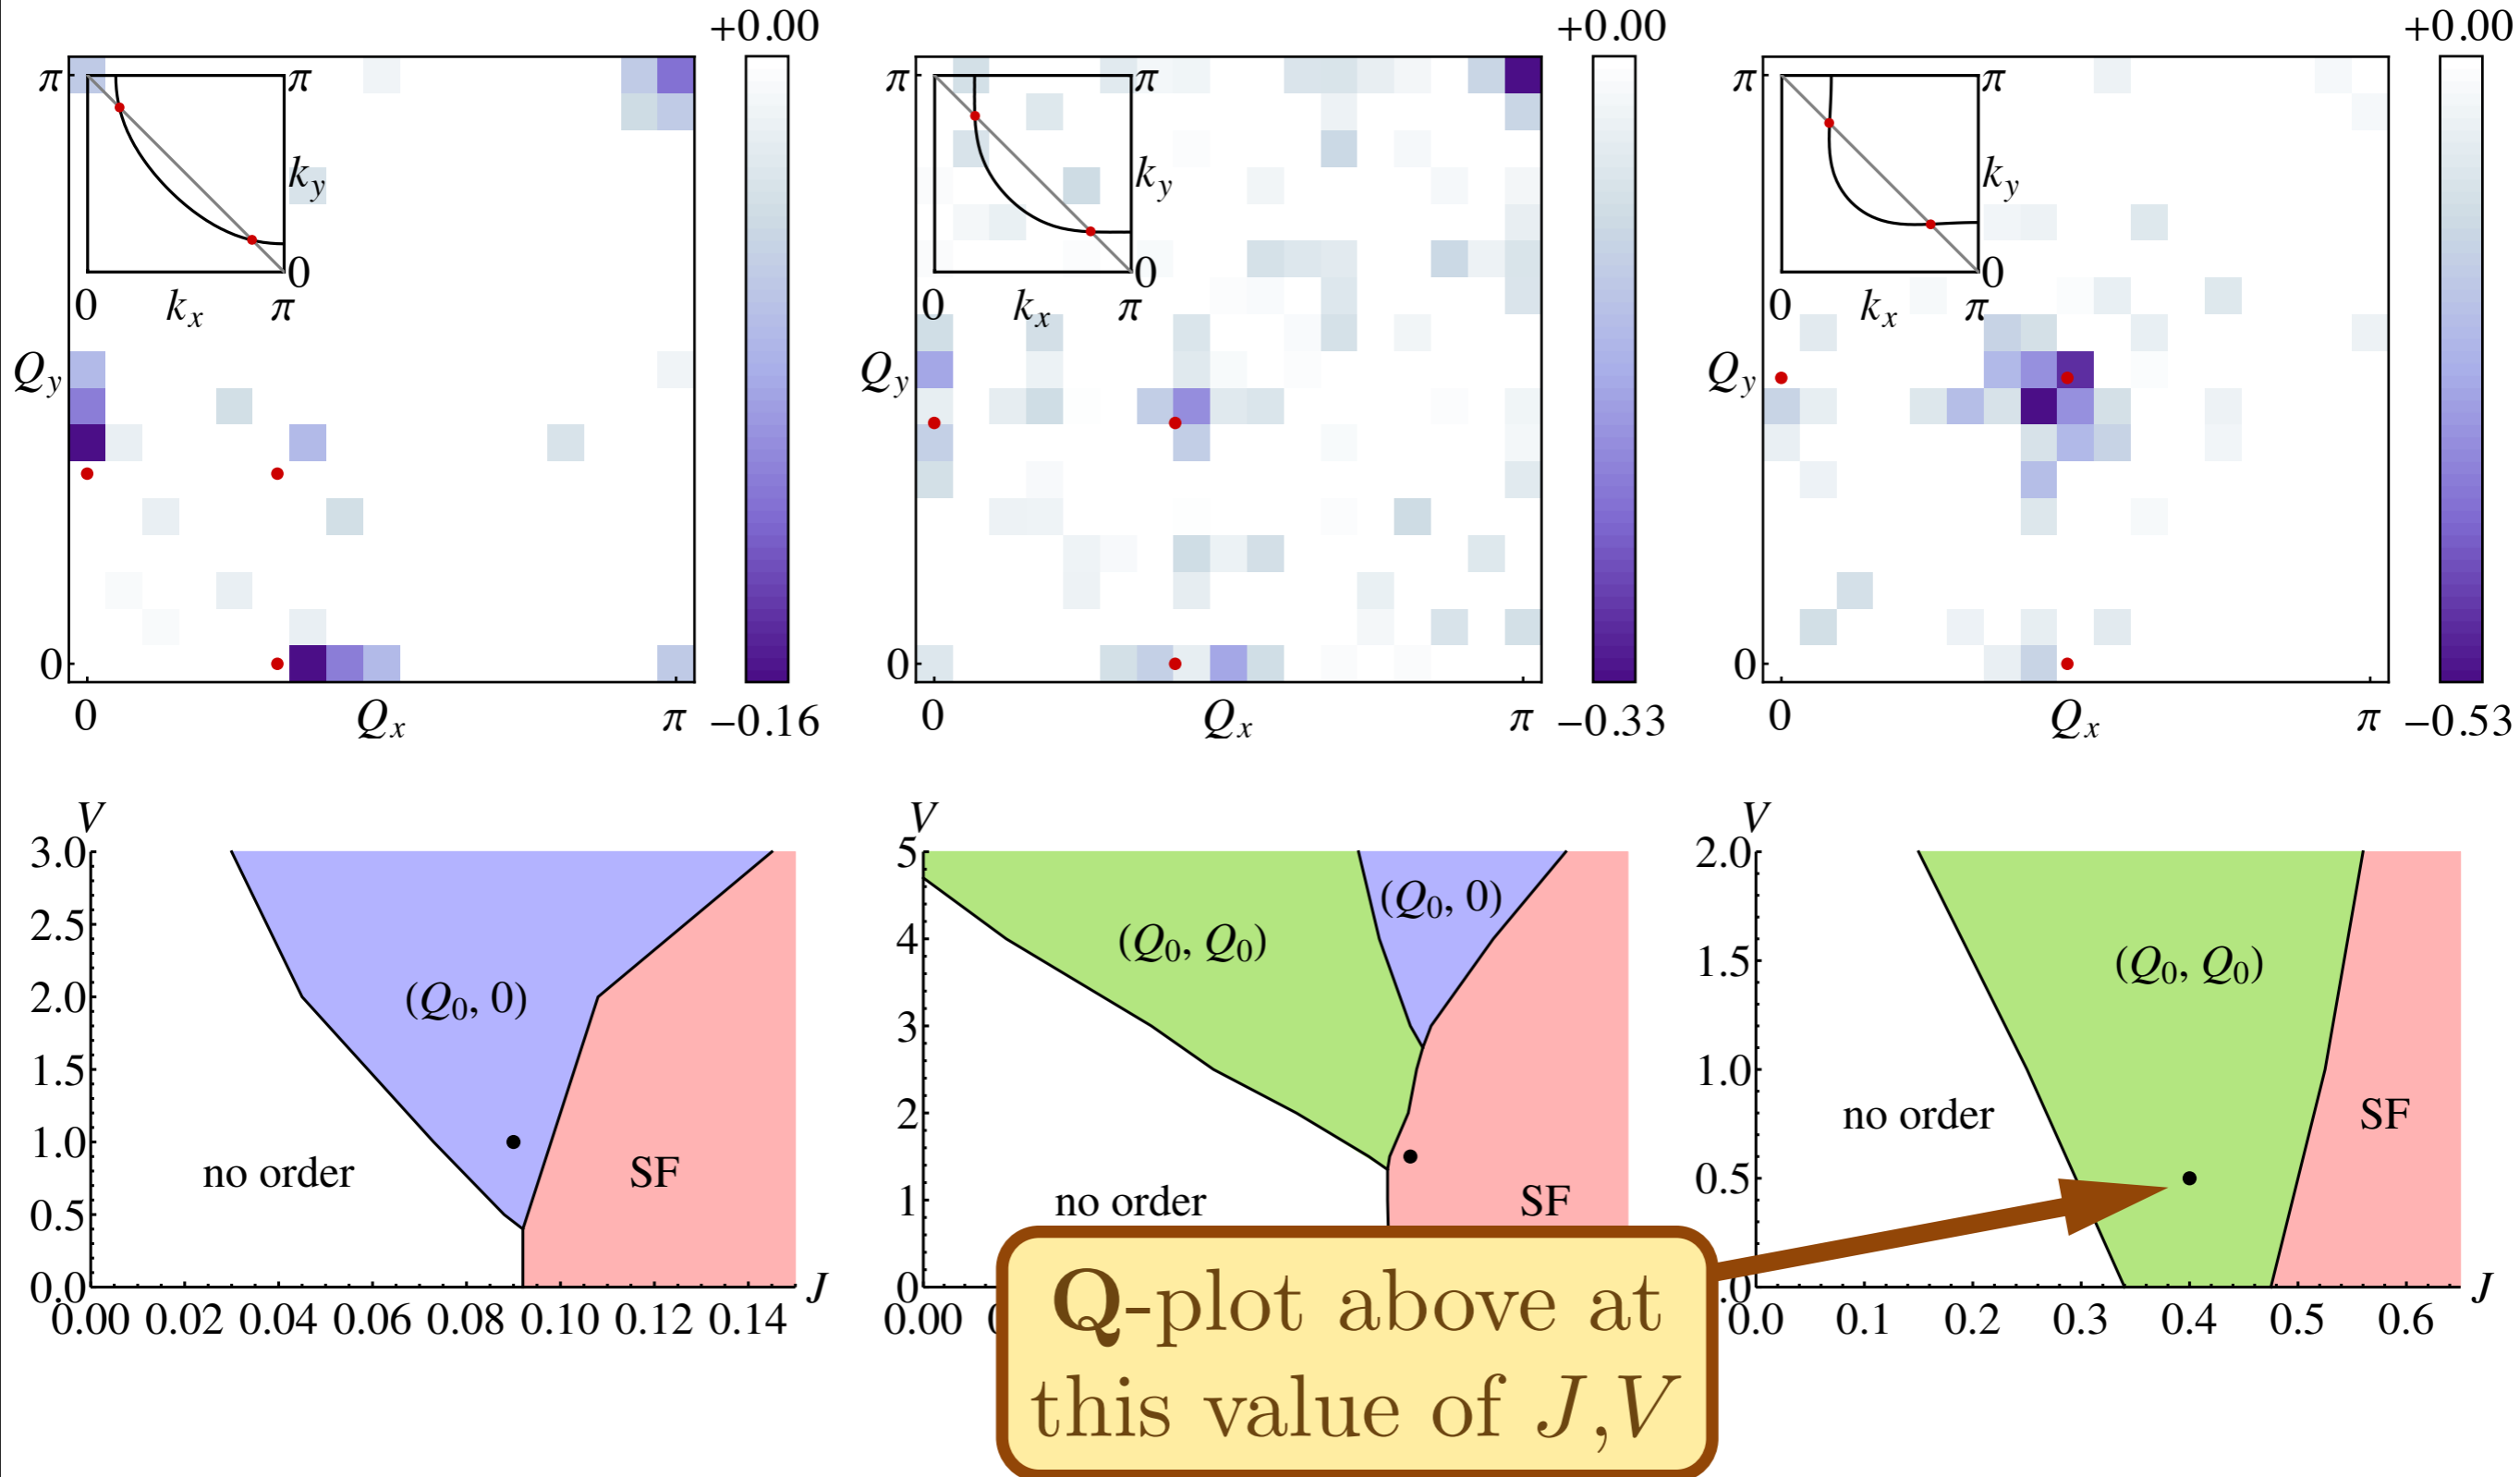 +0.00 +0.00 +0.00
π π π π π π
k_y k_y k_y
0 0 0
0 k_x π 0 k_x π 0 k_x π
Q_y Q_y Q_y
0 0 0
0 Q_x π −0.16 0 Q_x π −0.33 0 Q_x π −0.53
V V V
3.0 5 2.0
(Q_0, 0)
2.5
(Q_0, Q_0) (Q_0, Q_0)
4 1.5
2.0 (Q_0, 0)
3
1.5 1.0
2 no order SF
1.0
no order SF 0.5
1 no order SF
0.5
0.0 J 0 .0 J
0.00 0.02 0.04 0.06 0.08 0.10 0.12 0.14 0.00 0.0 0.1 0.2 0.3 0.4 0.5 0.6
Q-plot above at
this value of J,V